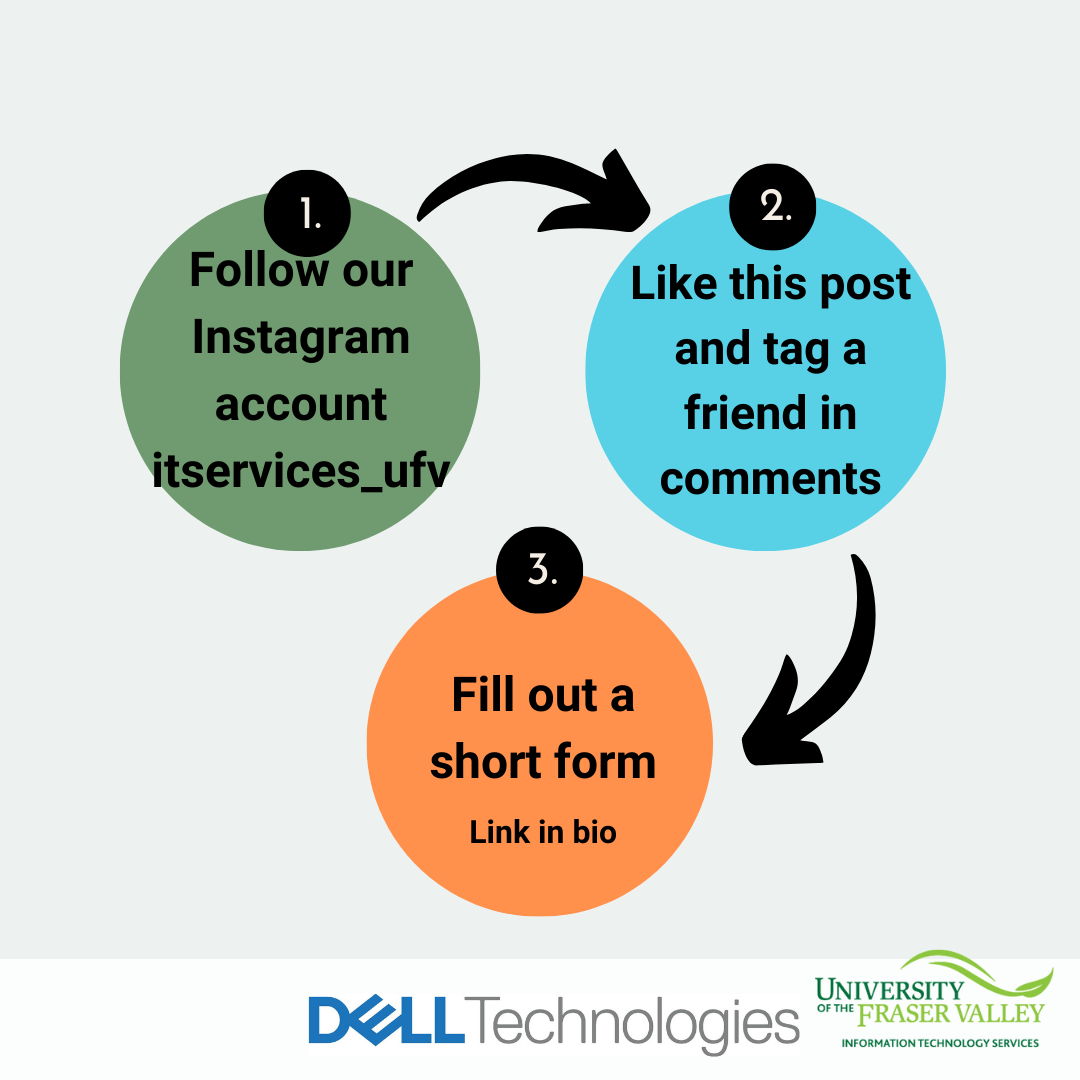 1.
Follow our
Instagram
account
itservices_ufv
2.
Like this post
and tag a
friend in
comments
3.
Fill out a
short form
Link in bio
DELL Technologies
UNIVERSITY
OF THE FRASER VALLEY
INFORMATION TECHNOLOGY SERVICES